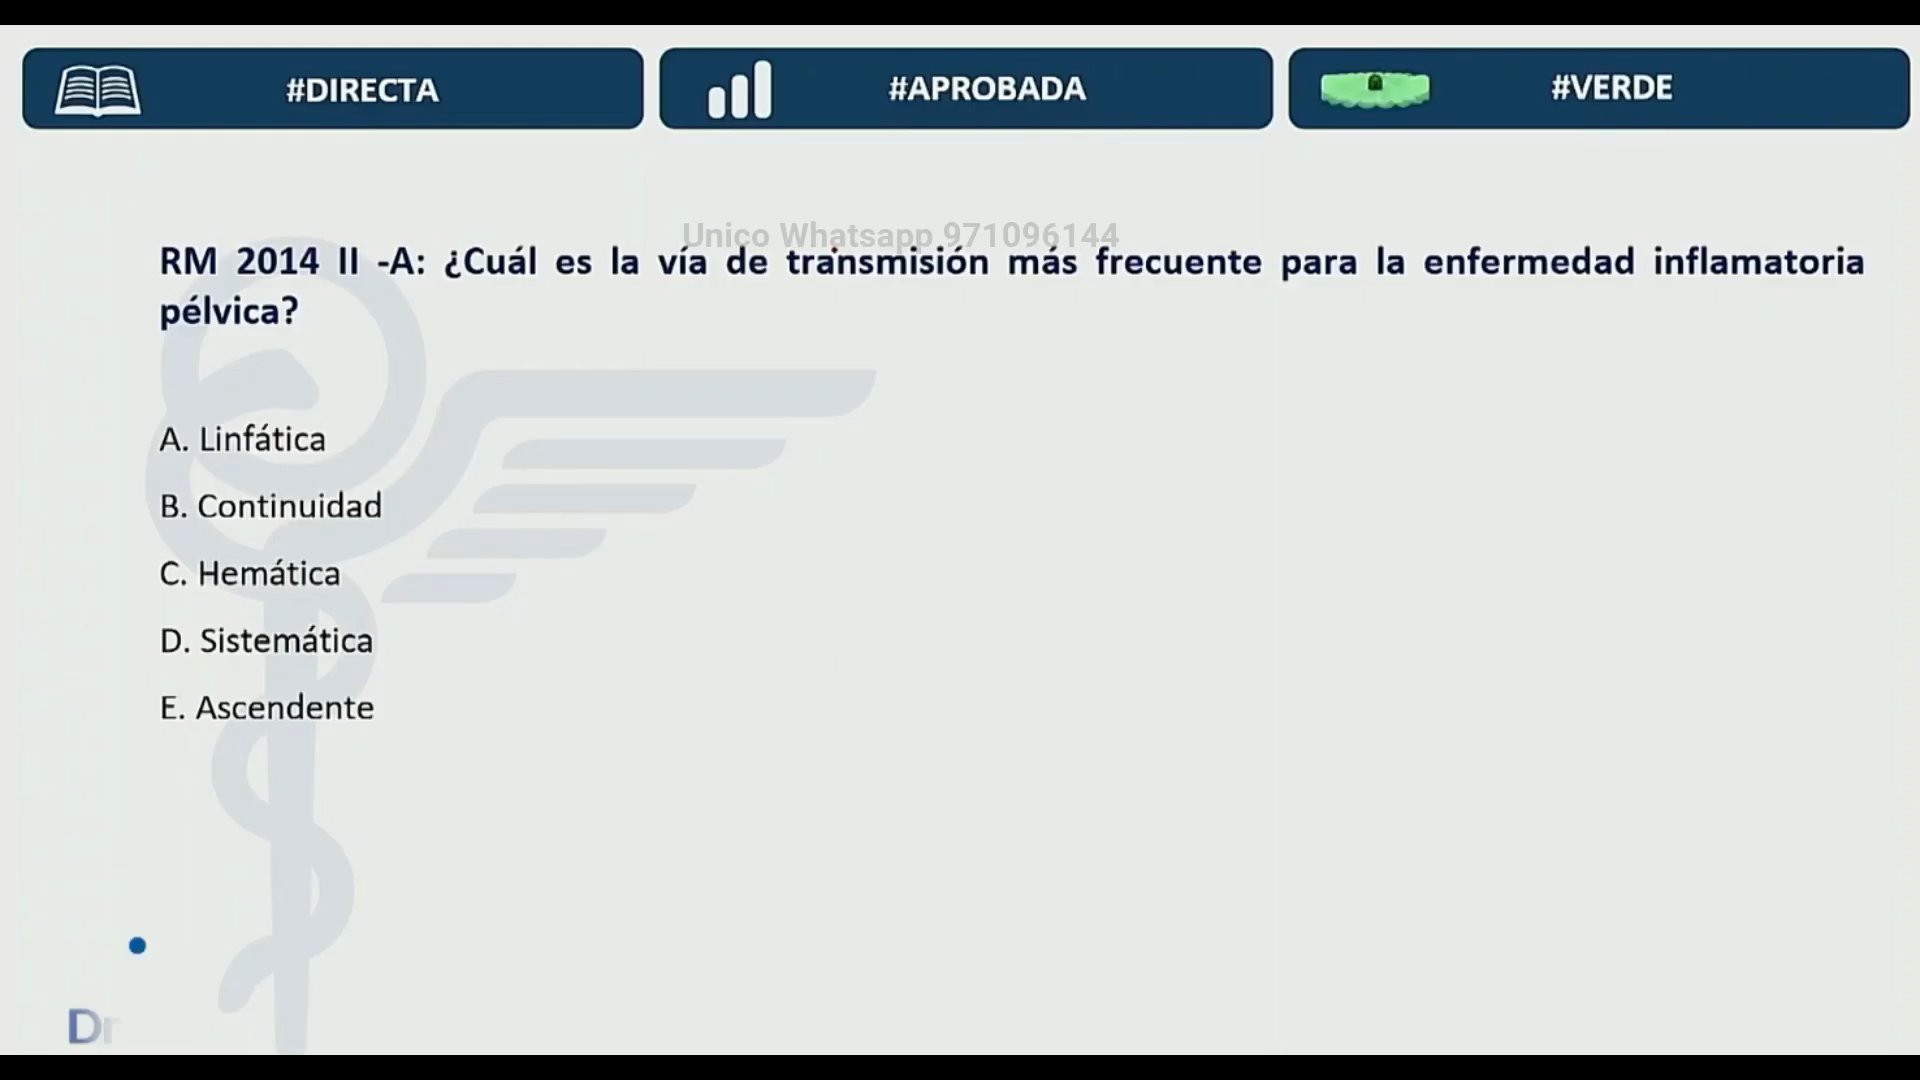 #DIRECTA
#APROBADA
#VERDE
Unico Whatsapp 971096144
RM 2014 II -A: ¿Cuál es la vía de transmisión más frecuente para la enfermedad inflamatoria
pélvica?
A. Linfática
B. Continuidad
C. Hemática
D. Sistemática
E. Ascendente
Dr